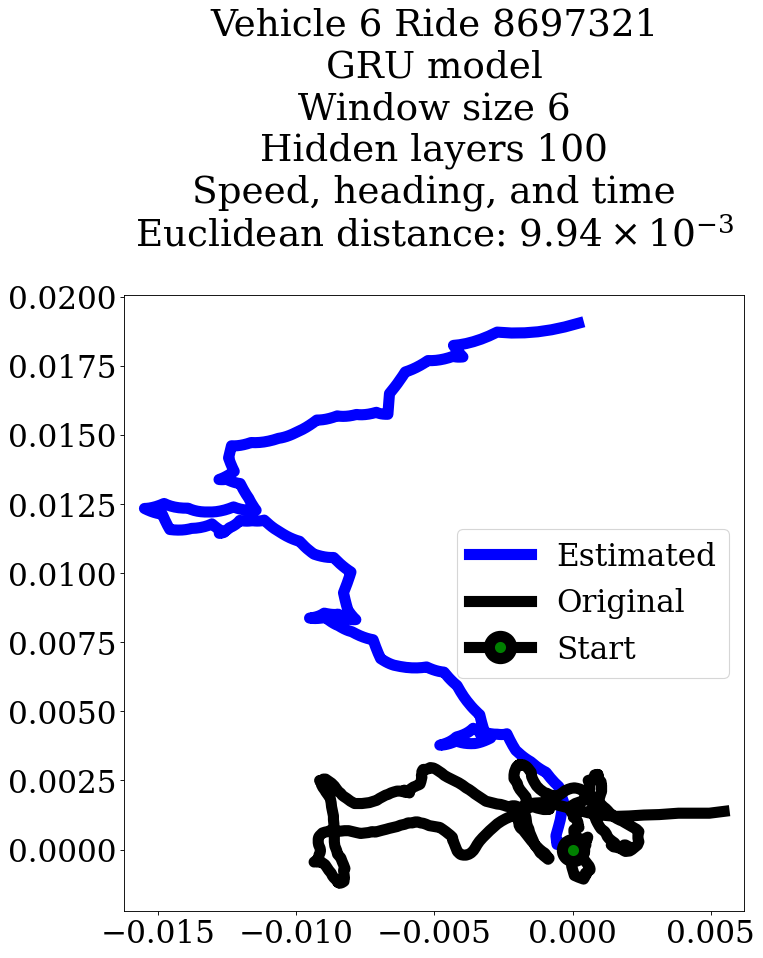 Vehicle 6 Ride 8697321
GRU model
Window size 6
Hidden layers 100
Speed, heading, and time
Euclidean distance: 9.94 × 10⁻³
0.0200
0.0175
0.0150
0.0125
0.0100
0.0075
0.0050
0.0025
0.0000
Estimated
Original
Start
−0.015 −0.010 −0.005 0.000 0.005